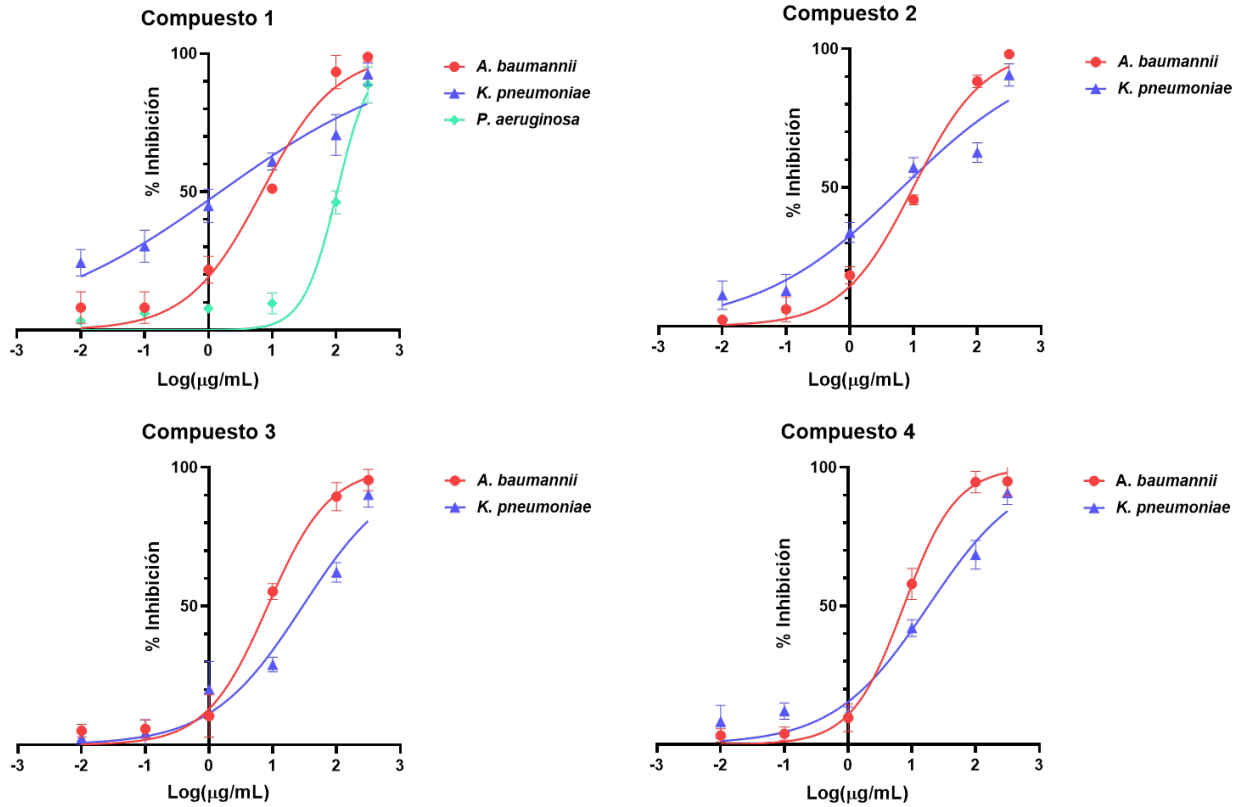 Compuesto 1
100
50
% Inhibición
-3
-2
-1
0
1
2
3
Log(µg/mL)
A. baumannii
K. pneumoniae
P. aeruginosa
Compuesto 2
100
50
% Inhibición
-3
-2
-1
0
1
2
3
Log(µg/mL)
A. baumannii
K. pneumoniae
Compuesto 3
100
50
% Inhibición
-3
-2
-1
0
1
2
3
Log(µg/mL)
A. baumannii
K. pneumoniae
Compuesto 4
100
50
% Inhibición
-3
-2
-1
0
1
2
3
Log(µg/mL)
A. baumannii
K. pneumoniae